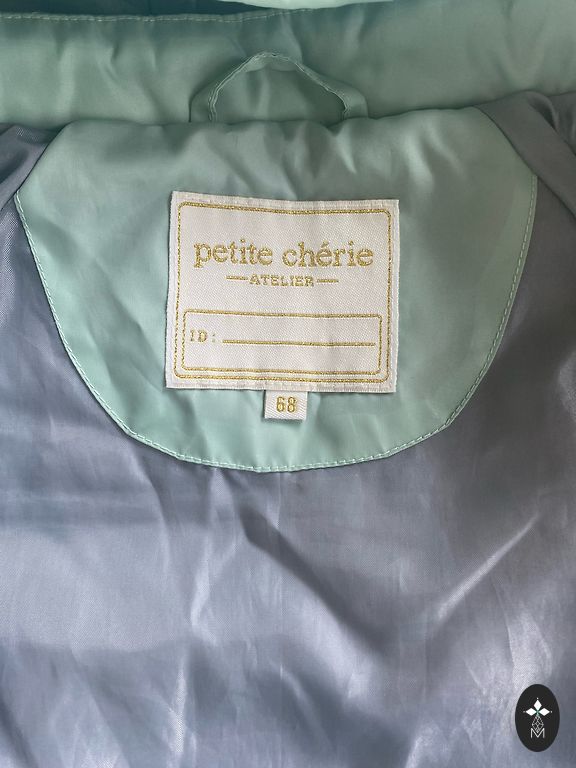 petite chérie
ATELIER
ID:
68
M